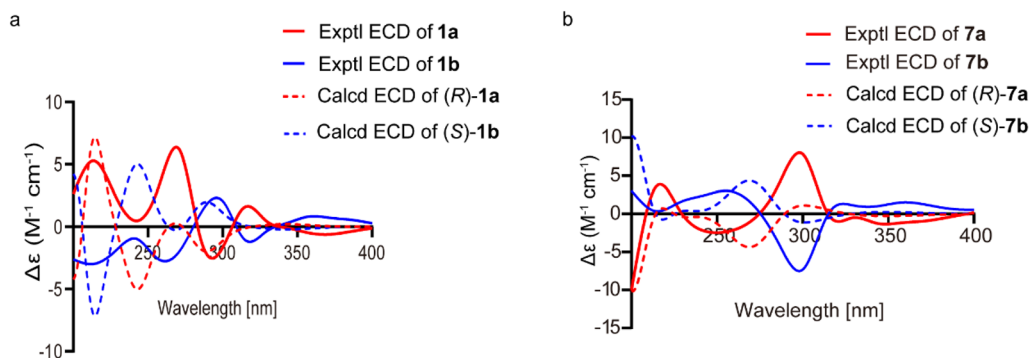 a
Exptl ECD of 1a
Exptl ECD of 1b
Calcd ECD of (R)-1a
Calcd ECD of (S)-1b
10
5
0
-5
-10
Δε (M⁻¹ cm⁻¹)
250
300
350
400
Wavelength [nm]
b
Exptl ECD of 7a
Exptl ECD of 7b
Calcd ECD of (R)-7a
Calcd ECD of (S)-7b
15
10
5
0
-5
-10
-15
Δε (M⁻¹ cm⁻¹)
250
300
350
400
Wavelength [nm]